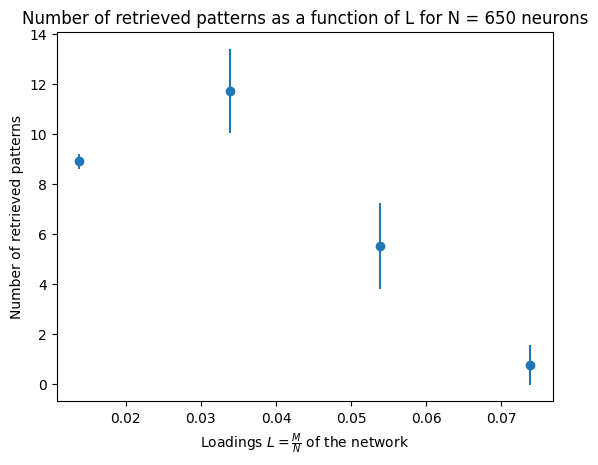 Number of retrieved patterns as a function of L for N = 650 neurons
Number of retrieved patterns
14
12
10
8
6
4
2
0
0.02 0.03 0.04 0.05 0.06 0.07
Loadings $L = \frac{M}{N}$ of the network